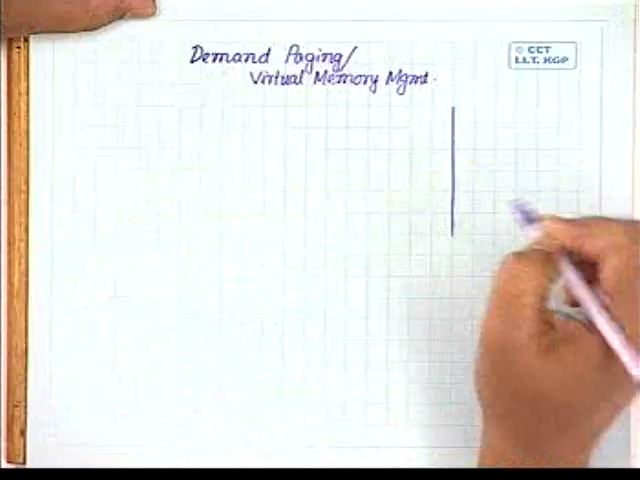 Demand Paging/
Virtual Memory Mgmt.
© CET
I.I.T. KGP